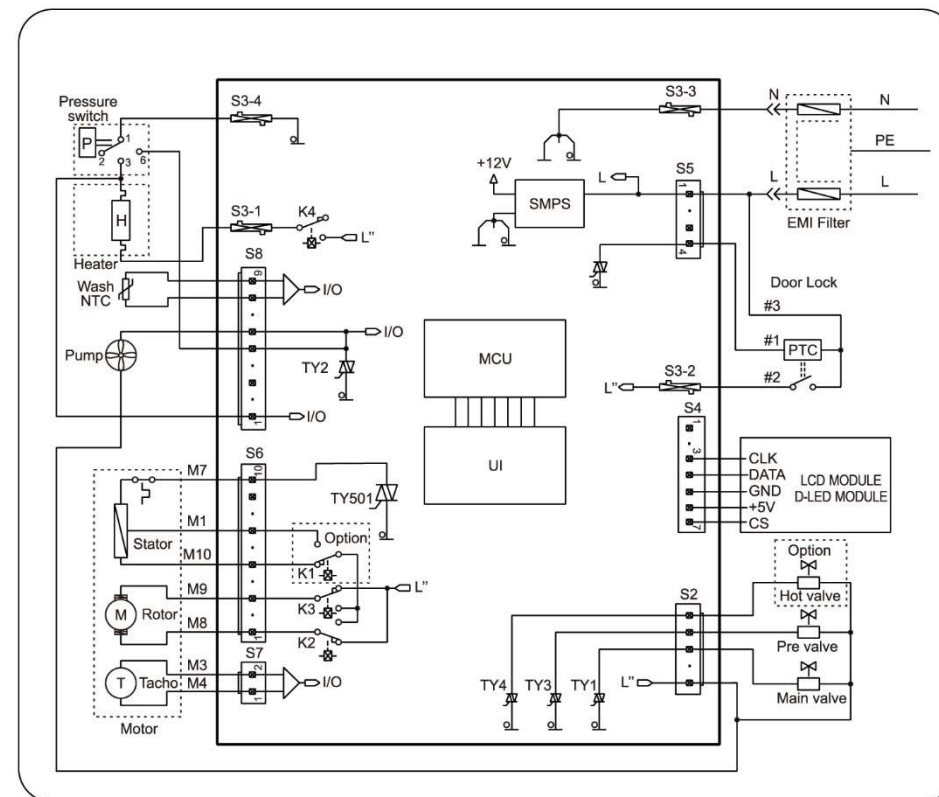 Pressure
switch
P
1
2
3
6
S3-4
H
Heater
S3-1
K4
L"
S8
9
1
Wash
NTC
I/O
I/O
Pump
TY2
I/O
S6
10
1
M7
M1
Stator
M10
TY501
Option
K1
M9
K3
L"
M
Rotor
M8
K2
S7
2
1
M3
T
Tacho
M4
I/O
Motor
S3-3
N
N
PE
+12V
L
SMPS
S5
1
4
L
L
EMI Filter
Door Lock
#3
#1
PTC
#2
MCU
UI
L"
S3-2
S4
1
3
7
CLK
DATA
GND
+5V
CS
LCD MODULE
D-LED MODULE
Option
Hot valve
S2
Pre valve
TY4
TY3
TY1
L"
Main valve